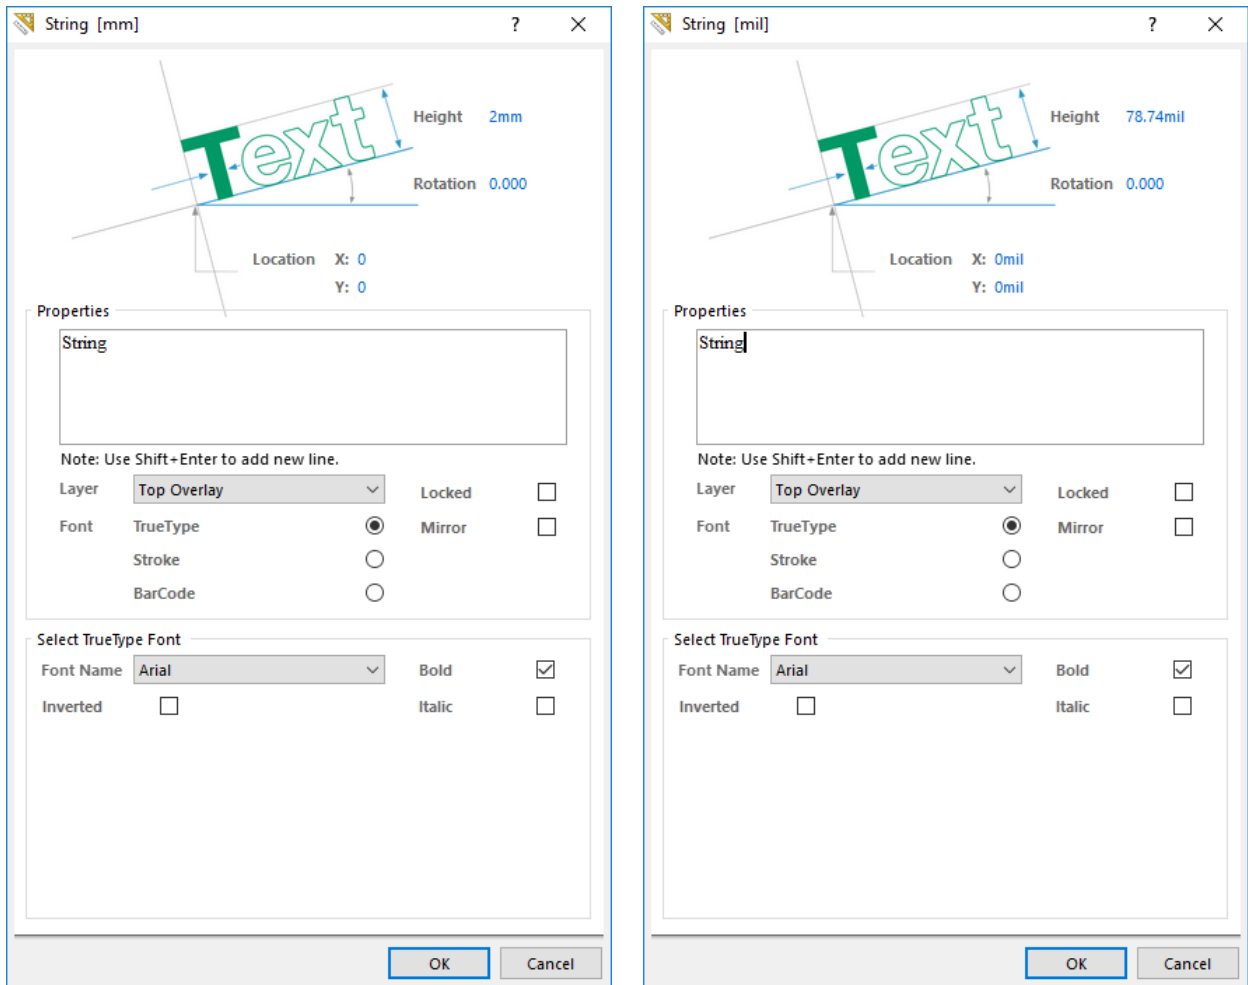 String [mm] ?
Text
Height 2mm
Rotation 0.000
Location X: 0
Y: 0
Properties
String
Note: Use Shift+Enter to add new line.
Layer Top Overlay Locked
Font TrueType Mirror
Stroke
BarCode
Select TrueType Font
Font Name Arial Bold
Inverted Italic
OK Cancel
String [mil] ?
Text
Height 78.74mil
Rotation 0.000
Location X: 0mil
Y: 0mil
Properties
String
Note: Use Shift+Enter to add new line.
Layer Top Overlay Locked
Font TrueType Mirror
Stroke
BarCode
Select TrueType Font
Font Name Arial Bold
Inverted Italic
OK Cancel